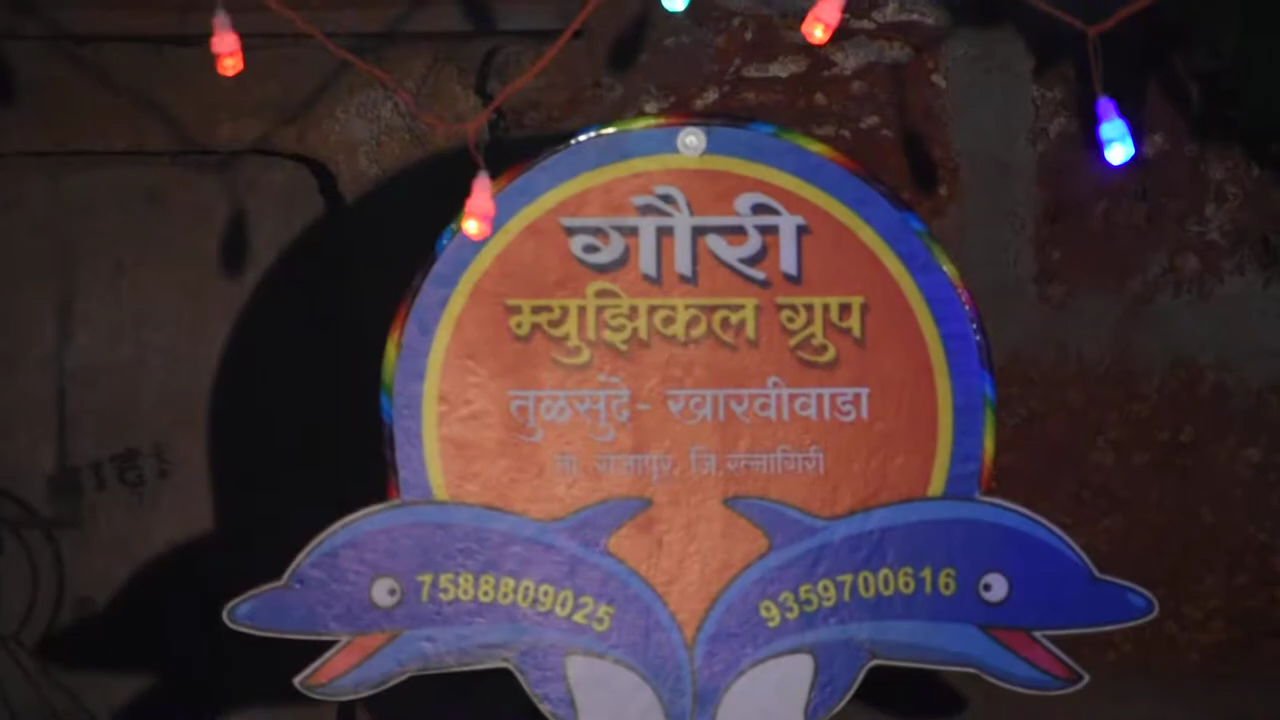 गौरी
म्युझिकल ग्रुप
तुळसुंदे- खारवीवाडा
ता. राजापूर, जि.रत्नागिरी
7588809025
9359700616